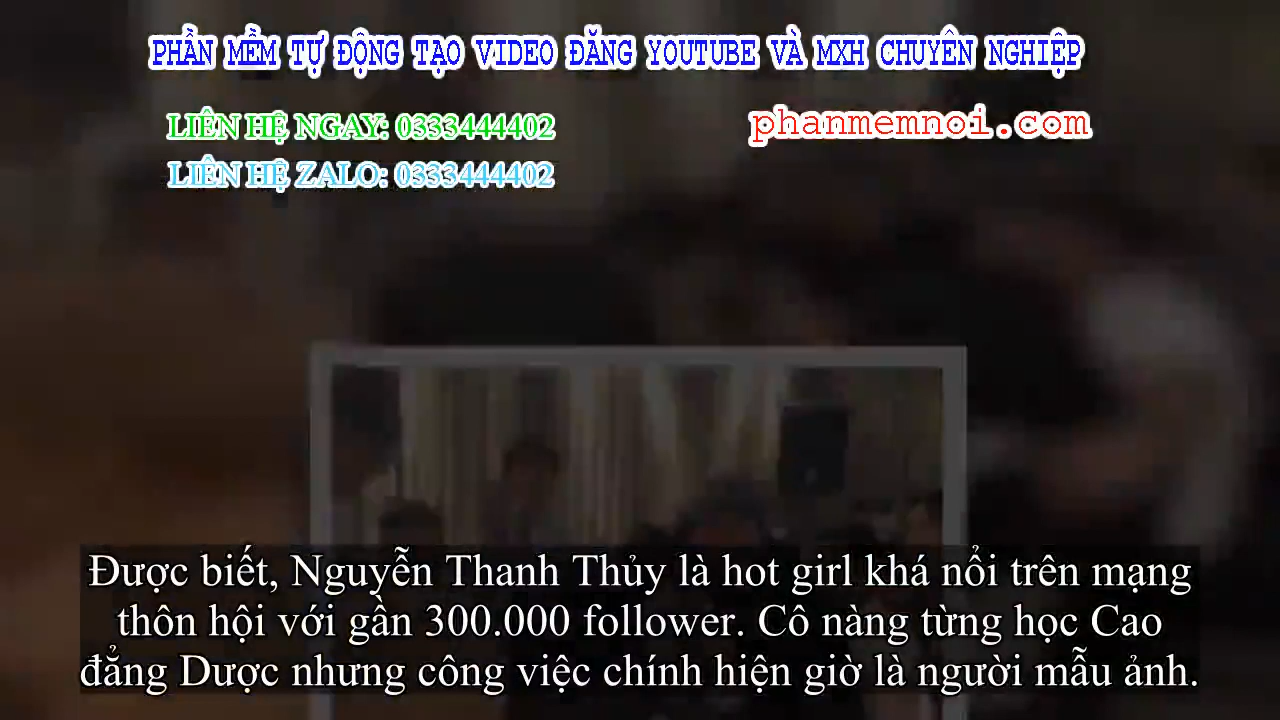 PHẦN MỀM TỰ ĐỘNG TẠO VIDEO ĐĂNG YOUTUBE VÀ MXH CHUYÊN NGHIỆP
LIÊN HỆ NGAY: 0333444402
phanmemnoi.com
LIÊN HỆ ZALO: 0333444402
Được biết, Nguyễn Thanh Thủy là hot girl khá nổi trên mạng
thôn hội với gần 300.000 follower. Cô nàng từng học Cao
đẳng Dược nhưng công việc chính hiện giờ là người mẫu ảnh.